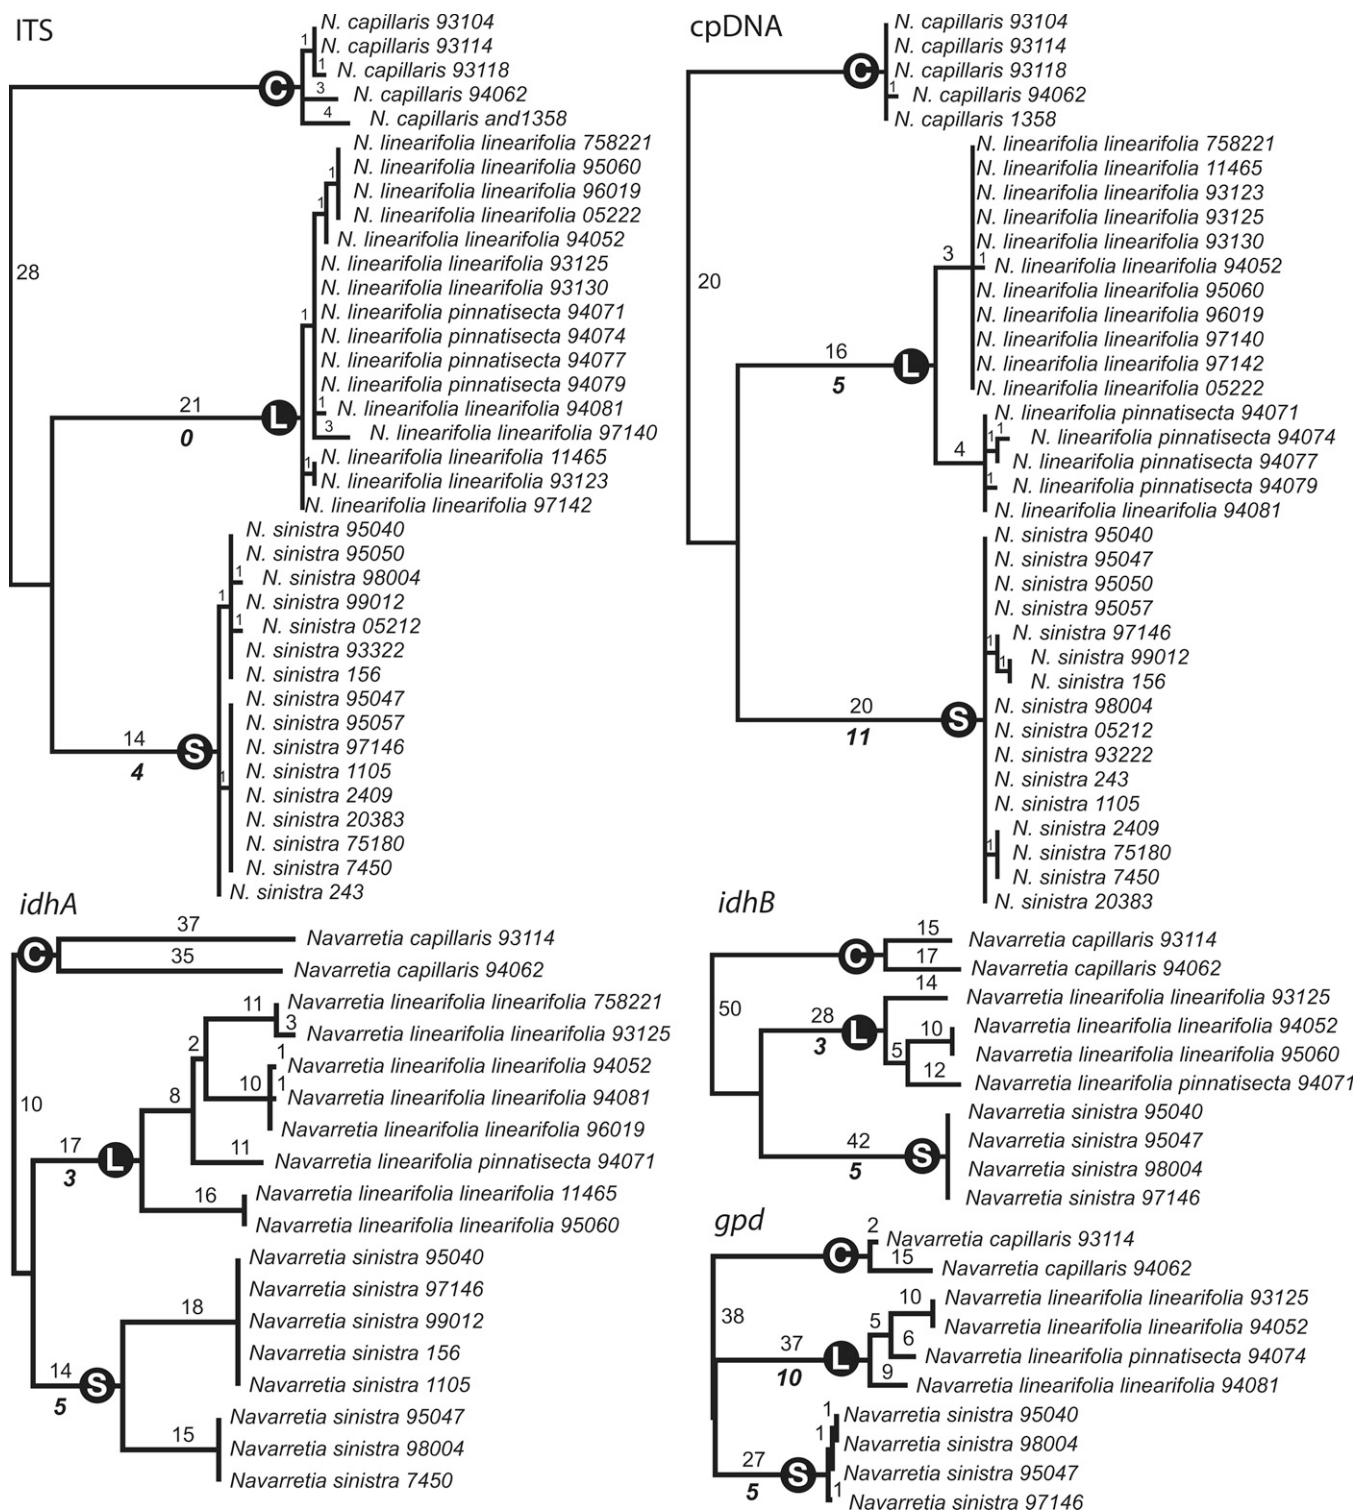 ITS
N. capillaris 93104
1
N. capillaris 93114
1
N. capillaris 93118
C
3
N. capillaris 94062
4
N. capillaris and1358
N. linearifolia linearifolia 758221
N. linearifolia linearifolia 95060
1
N. linearifolia linearifolia 96019
1
N. linearifolia linearifolia 05222
N. linearifolia linearifolia 94052
N. linearifolia linearifolia 93125
28
N. linearifolia linearifolia 93130
1
N. linearifolia pinnatisecta 94071
N. linearifolia pinnatisecta 94074
N. linearifolia pinnatisecta 94077
N. linearifolia pinnatisecta 94079
21
L
0
1
N. linearifolia linearifolia 94081
3
N. linearifolia linearifolia 97140
N. linearifolia linearifolia 11465
1
N. linearifolia linearifolia 93123
N. linearifolia linearifolia 97142
N. sinistra 95040
N. sinistra 95050
1
N. sinistra 98004
1
N. sinistra 99012
1
N. sinistra 05212
N. sinistra 93322
N. sinistra 156
N. sinistra 95047
N. sinistra 95057
14
S
4
N. sinistra 97146
N. sinistra 1105
1
N. sinistra 2409
N. sinistra 20383
N. sinistra 75180
N. sinistra 7450
N. sinistra 243
cpDNA
N. capillaris 93104
N. capillaris 93114
C
N. capillaris 93118
1
N. capillaris 94062
N. capillaris 1358
N. linearifolia linearifolia 758221
N. linearifolia linearifolia 11465
N. linearifolia linearifolia 93123
N. linearifolia linearifolia 93125
N. linearifolia linearifolia 93130
3
1
N. linearifolia linearifolia 94052
20
N. linearifolia linearifolia 95060
N. linearifolia linearifolia 96019
N. linearifolia linearifolia 97140
16
L
5
N. linearifolia linearifolia 97142
N. linearifolia linearifolia 05222
N. linearifolia pinnatisecta 94071
1
1
N. linearifolia pinnatisecta 94074
4
N. linearifolia pinnatisecta 94077
1
N. linearifolia pinnatisecta 94079
N. linearifolia linearifolia 94081
N. sinistra 95040
N. sinistra 95047
N. sinistra 95050
N. sinistra 95057
N. sinistra 97146
1
N. sinistra 99012
1
N. sinistra 156
20
S
11
N. sinistra 98004
N. sinistra 05212
N. sinistra 93222
N. sinistra 243
N. sinistra 1105
N. sinistra 2409
1
N. sinistra 75180
N. sinistra 7450
N. sinistra 20383
idhA
37
Navarretia capillaris 93114
C
35
Navarretia capillaris 94062
11
Navarretia linearifolia linearifolia 758221
3
Navarretia linearifolia linearifolia 93125
2
1
Navarretia linearifolia linearifolia 94052
10
1
Navarretia linearifolia linearifolia 94081
8
10
Navarretia linearifolia linearifolia 96019
17
L
3
11
Navarretia linearifolia pinnatisecta 94071
16
Navarretia linearifolia linearifolia 11465
Navarretia linearifolia linearifolia 95060
Navarretia sinistra 95040
Navarretia sinistra 97146
18
Navarretia sinistra 99012
Navarretia sinistra 156
14
S
5
Navarretia sinistra 1105
Navarretia sinistra 95047
15
Navarretia sinistra 98004
Navarretia sinistra 7450
idhB
15
Navarretia capillaris 93114
C
17
Navarretia capillaris 94062
14
Navarretia linearifolia linearifolia 93125
50
28
L
3
10
Navarretia linearifolia linearifolia 94052
5
Navarretia linearifolia linearifolia 95060
12
Navarretia linearifolia pinnatisecta 94071
Navarretia sinistra 95040
Navarretia sinistra 95047
42
S
5
Navarretia sinistra 98004
Navarretia sinistra 97146
gpd
2
Navarretia capillaris 93114
C
15
Navarretia capillaris 94062
10
Navarretia linearifolia linearifolia 93125
38
5
Navarretia linearifolia linearifolia 94052
37
L
10
6
Navarretia linearifolia pinnatisecta 94074
9
Navarretia linearifolia linearifolia 94081
1
Navarretia sinistra 95040
1
Navarretia sinistra 98004
27
S
5
Navarretia sinistra 95047
1
Navarretia sinistra 97146